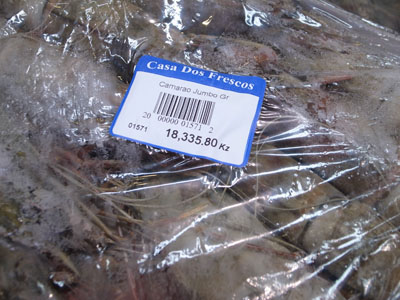 Casa Dos Frescos
Camarao Jumbo Gr
20 00000 01571 2
01571 18,335.80 Kz